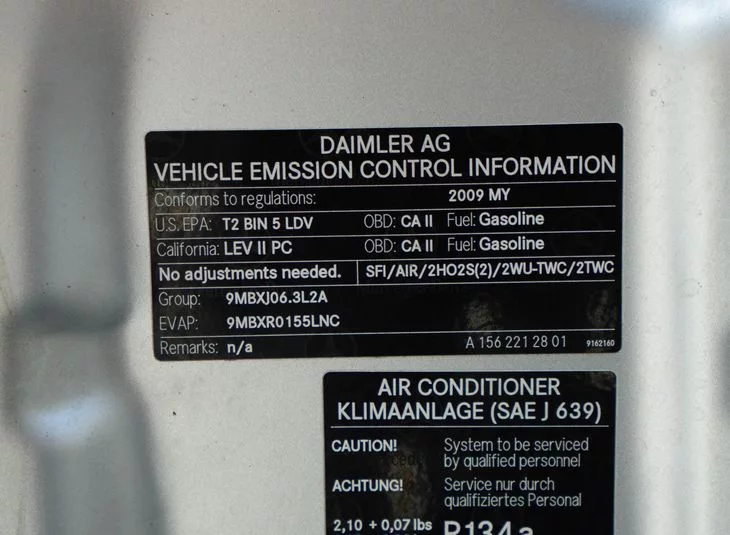 DAIMLER AG
VEHICLE EMISSION CONTROL INFORMATION
Conforms to regulations: 2009 MY
U.S. EPA: T2 BIN 5 LDV OBD: CA II Fuel: Gasoline
California: LEV II PC OBD: CA II Fuel: Gasoline
No adjustments needed. SFI/AIR/2HO2S(2)/2WU-TWC/2TWC
Group: 9MBXJ06.3L2A
EVAP: 9MBXR0155LNC
Remarks: n/a A 156 221 28 01 9162160
AIR CONDITIONER
KLIMAANLAGE (SAE J 639)
CAUTION! System to be serviced
by qualified personnel
ACHTUNG! Service nur durch
qualifiziertes Personal
2,10 + 0,07 lbs R134a